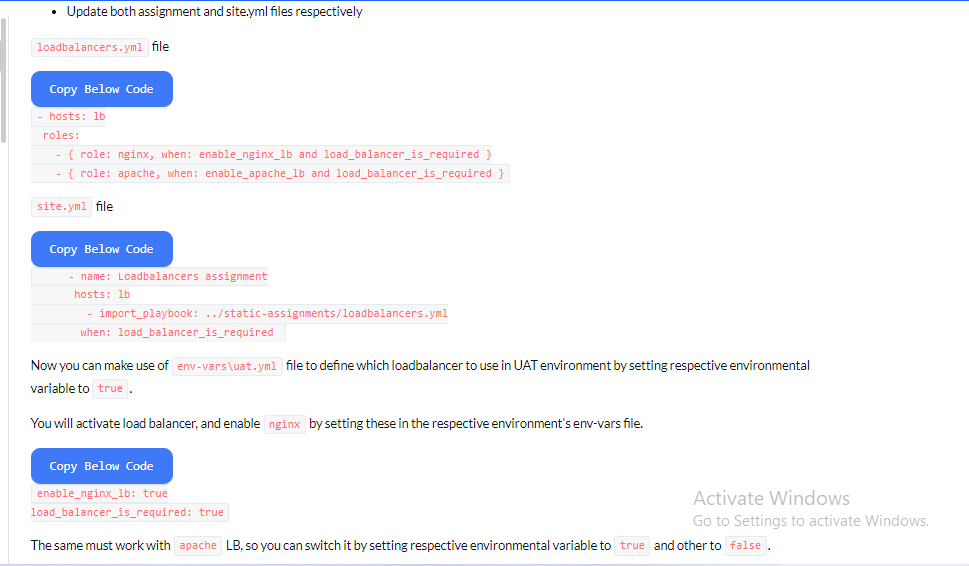 • Update both assignment and site.yml files respectively
loadbalancers.yml file
Copy Below Code
- hosts: lb
roles:
- { role: nginx, when: enable_nginx_lb and load_balancer_is_required }
- { role: apache, when: enable_apache_lb and load_balancer_is_required }
site.yml file
Copy Below Code
- name: Loadbalancers assignment
hosts: lb
- import_playbook: ../static-assignments/loadbalancers.yml
when: load_balancer_is_required
Now you can make use of env-vars\uat.yml file to define which loadbalancer to use in UAT environment by setting respective environmental
variable to true .
You will activate load balancer, and enable nginx by setting these in the respective environment's env-vars file.
Copy Below Code
enable_nginx_lb: true
load_balancer_is_required: true
Activate Windows
Go to Settings to activate Windows.
The same must work with apache LB, so you can switch it by setting respective environmental variable to true and other to false .